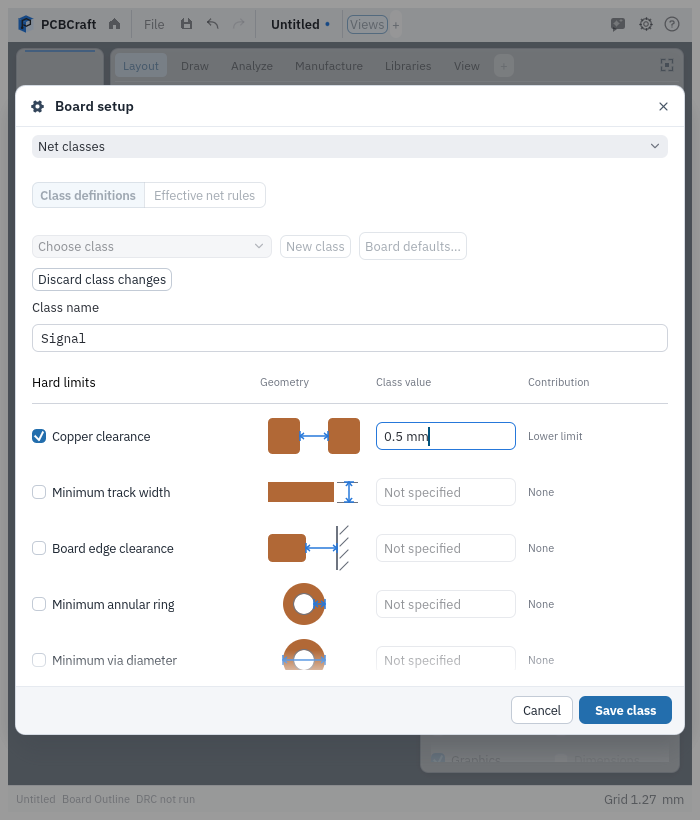 PCBCraft File Untitled Views +
Layout Draw Analyze Manufacture Libraries View +
Board setup
Net classes
Class definitions Effective net rules
Choose class New class Board defaults...
Discard class changes
Class name
Signal
Hard limits Geometry Class value Contribution
Copper clearance 0.5 mm Lower limit
Minimum track width Not specified None
Board edge clearance Not specified None
Minimum annular ring Not specified None
Minimum via diameter Not specified None
Cancel Save class
Graphics
Untitled Board Outline DRC not run Grid 1.27 mm